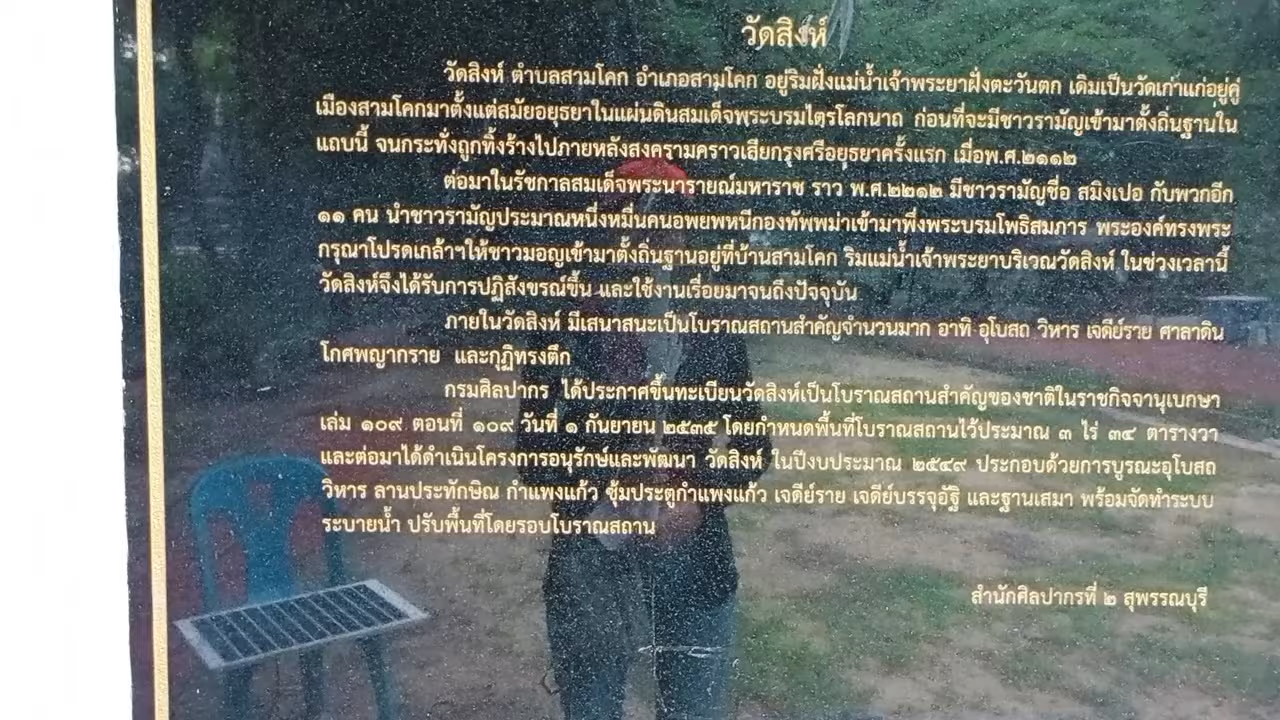 วัดสิงห์
วัดสิงห์ ตำบลสามโคก อำเภอสามโคก อยู่ริมฝั่งแม่น้ำเจ้าพระยาฝั่งตะวันตก เดิมเป็นวัดเก่าแก่อยู่คู่
เมืองสามโคกมาตั้งแต่สมัยอยุธยาในแผ่นดินสมเด็จพระบรมไตรโลกนาถ ก่อนที่จะมีชาวรามัญเข้ามาตั้งถิ่นฐานใน
แถบนี้ จนกระทั่งถูกทิ้งร้างไปภายหลังสงครามคราวเสียกรุงศรีอยุธยาครั้งแรก เมื่อพ.ศ.๒๑๑๒
ต่อมาในรัชกาลสมเด็จพระนารายณ์มหาราช ราว พ.ศ.๒๒๑๒ มีชาวรามัญชื่อ สมิงเปอ กับพวกอีก
๑๑ คน นำชาวรามัญประมาณหนึ่งหมื่นคนอพยพหนีกองทัพพม่าเข้ามาพึ่งพระบรมโพธิสมภาร พระองค์ทรงพระ
กรุณาโปรดเกล้าฯให้ชาวมอญเข้ามาตั้งถิ่นฐานอยู่ที่บ้านสามโคก ริมแม่น้ำเจ้าพระยาบริเวณวัดสิงห์ ในช่วงเวลานี้
วัดสิงห์จึงได้รับการปฏิสังขรณ์ขึ้น และใช้งานเรื่อยมาจนถึงปัจจุบัน
ภายในวัดสิงห์ มีเสนาสนะเป็นโบราณสถานสำคัญจำนวนมาก อาทิ อุโบสถ วิหาร เจดีย์ราย ศาลาดิน
โกศพญากราย และกุฏิทรงตึก
กรมศิลปากร ได้ประกาศขึ้นทะเบียนวัดสิงห์เป็นโบราณสถานสำคัญของชาติในราชกิจจานุเบกษา
เล่ม ๑๐๙ ตอนที่ ๑๐๙ วันที่ ๑ กันยายน ๒๕๓๕ โดยกำหนดพื้นที่โบราณสถานไว้ประมาณ ๓ ไร่ ๓๔ ตารางวา
และต่อมาได้ดำเนินโครงการอนุรักษ์และพัฒนา วัดสิงห์ ในปีงบประมาณ ๒๕๔๙ ประกอบด้วยการบูรณะอุโบสถ
วิหาร ลานประทักษิณ กำแพงแก้ว ซุ้มประตูกำแพงแก้ว เจดีย์ราย เจดีย์บรรจุอัฐิ และฐานเสมา พร้อมจัดทำระบบ
ระบายน้ำ ปรับพื้นที่โดยรอบโบราณสถาน
สำนักศิลปากรที่ ๒ สุพรรณบุรี